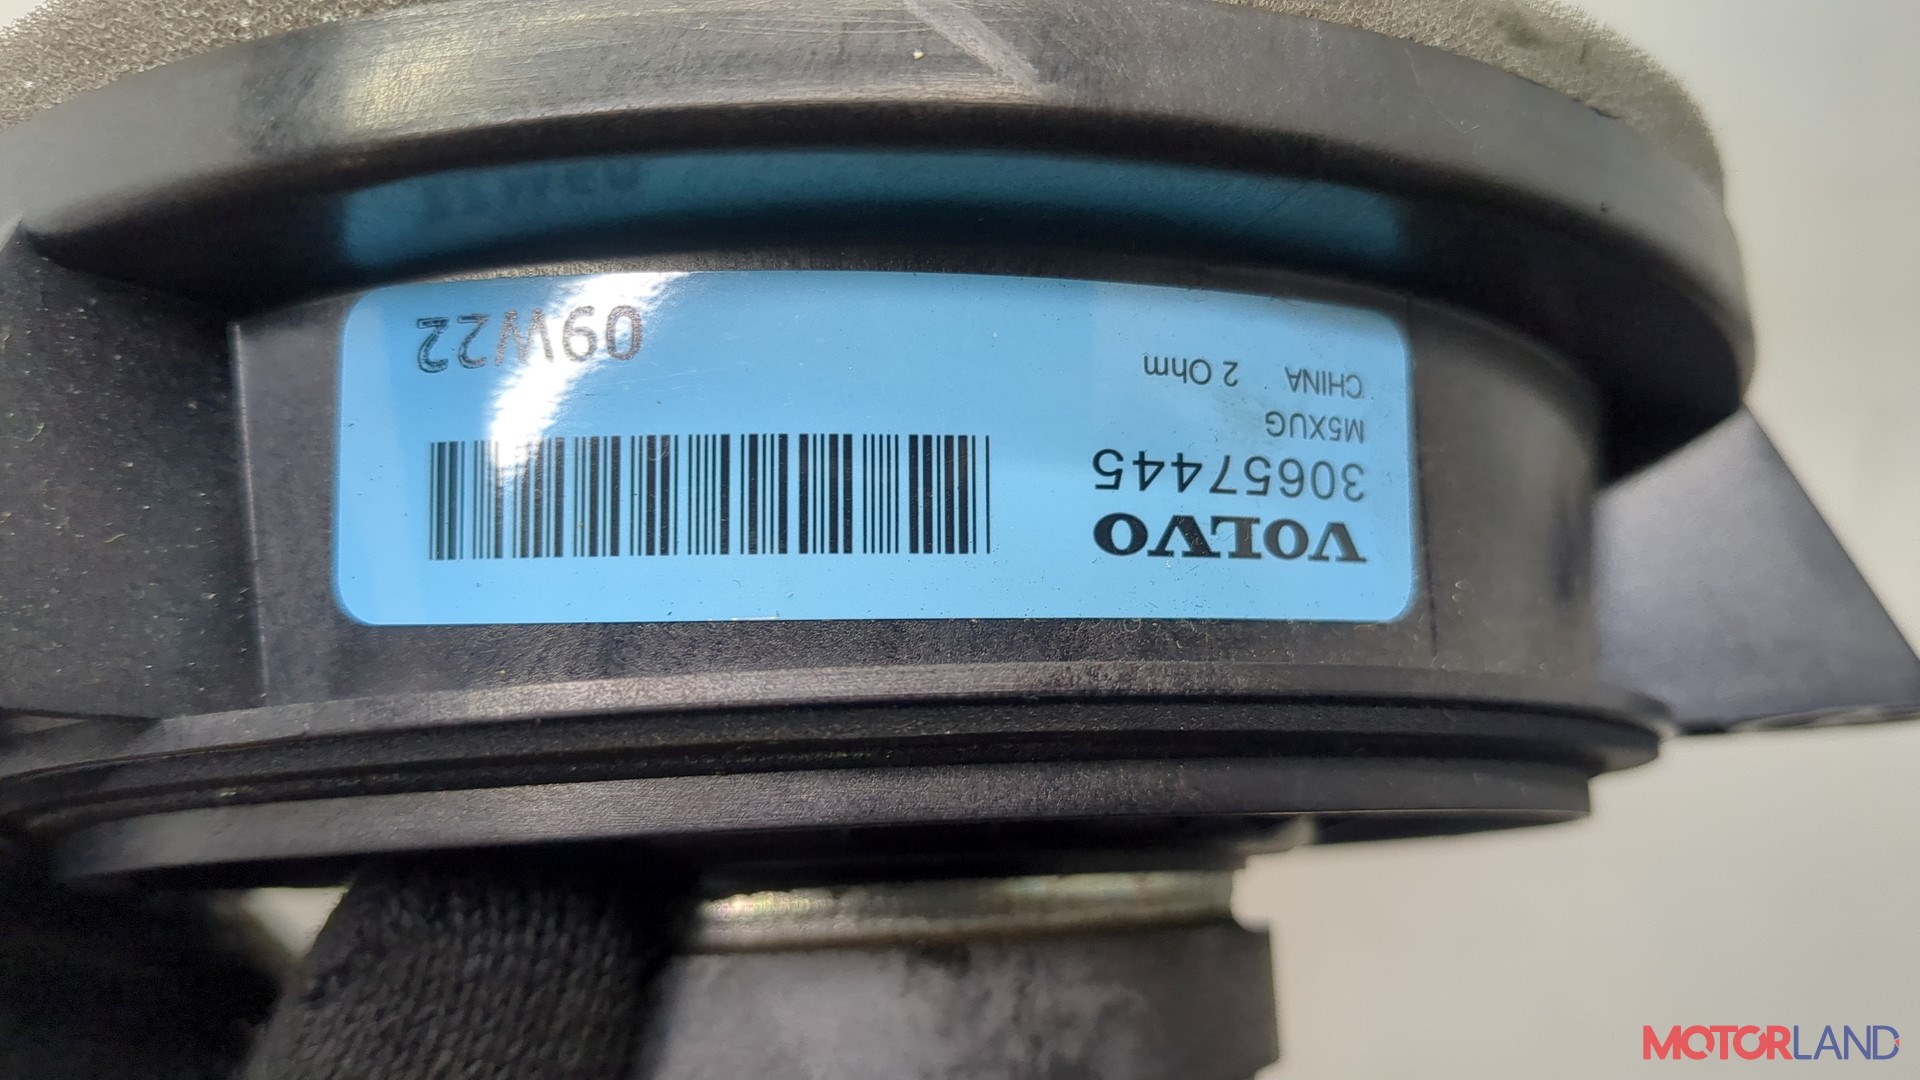 VOLVO
30657445
M5XUG
CHINA 2 Ohm
09W22
MOTORLAND